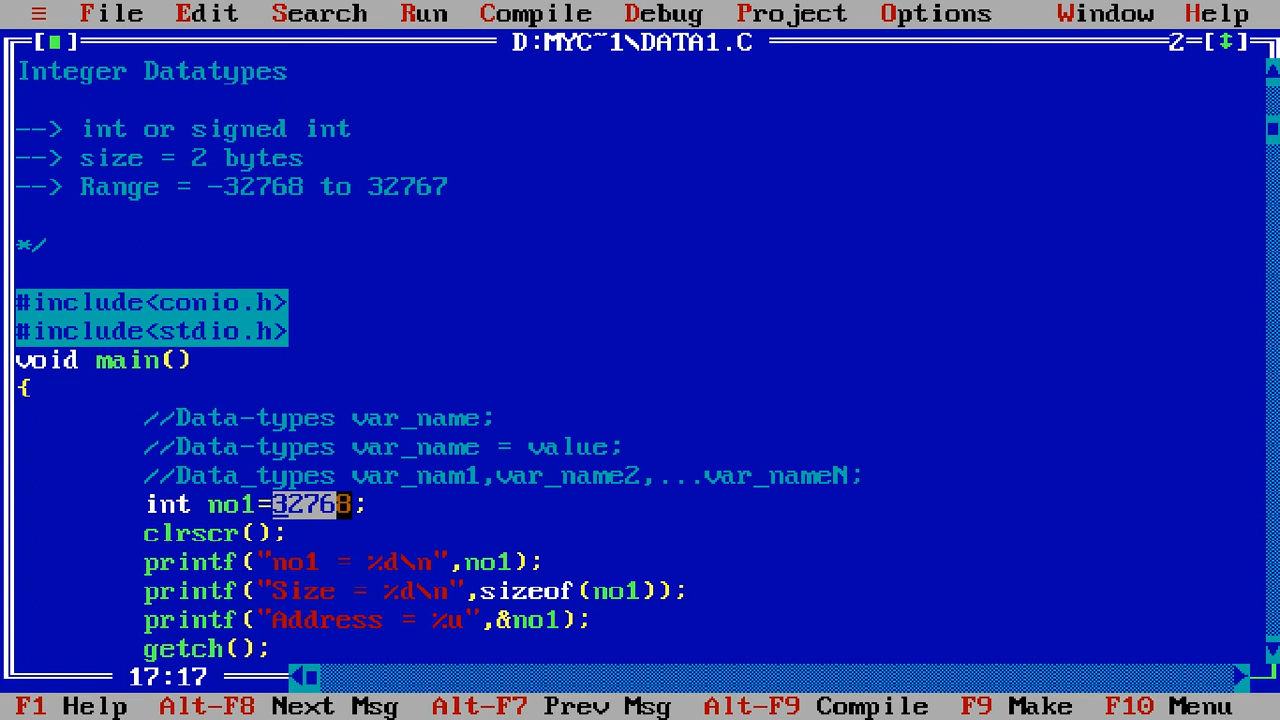 ≡ File Edit Search Run Compile Debug Project Options Window Help
[■] D:MYC~1\DATA1.C 2=[↕]
Integer Datatypes
--> int or signed int
--> size = 2 bytes
--> Range = -32768 to 32767
*/
#include<conio.h>
#include<stdio.h>
void main()
{
//Data-types var_name;
//Data-types var_name = value;
//Data_types var_nam1,var_name2,...var_nameN;
int no1=32768;
clrscr();
printf("no1 = %d\n",no1);
printf("Size = %d\n",sizeof(no1));
printf("Address = %u",&no1);
getch();
17:17
F1 Help Alt-F8 Next Msg Alt-F7 Prev Msg Alt-F9 Compile F9 Make F10 Menu